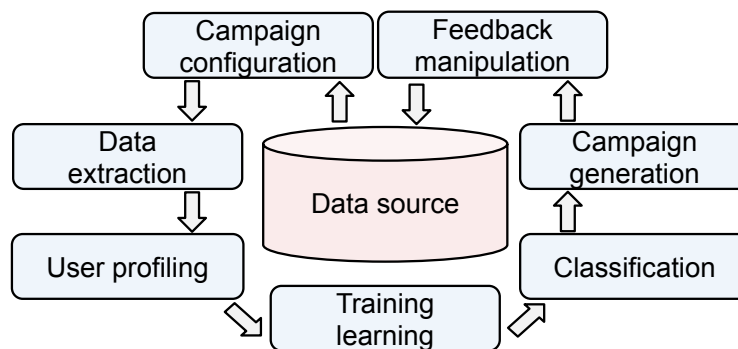 Campaign
configuration
Feedback
manipulation
Data
extraction
Data source
Campaign
generation
User profiling
Training
learning
Classification